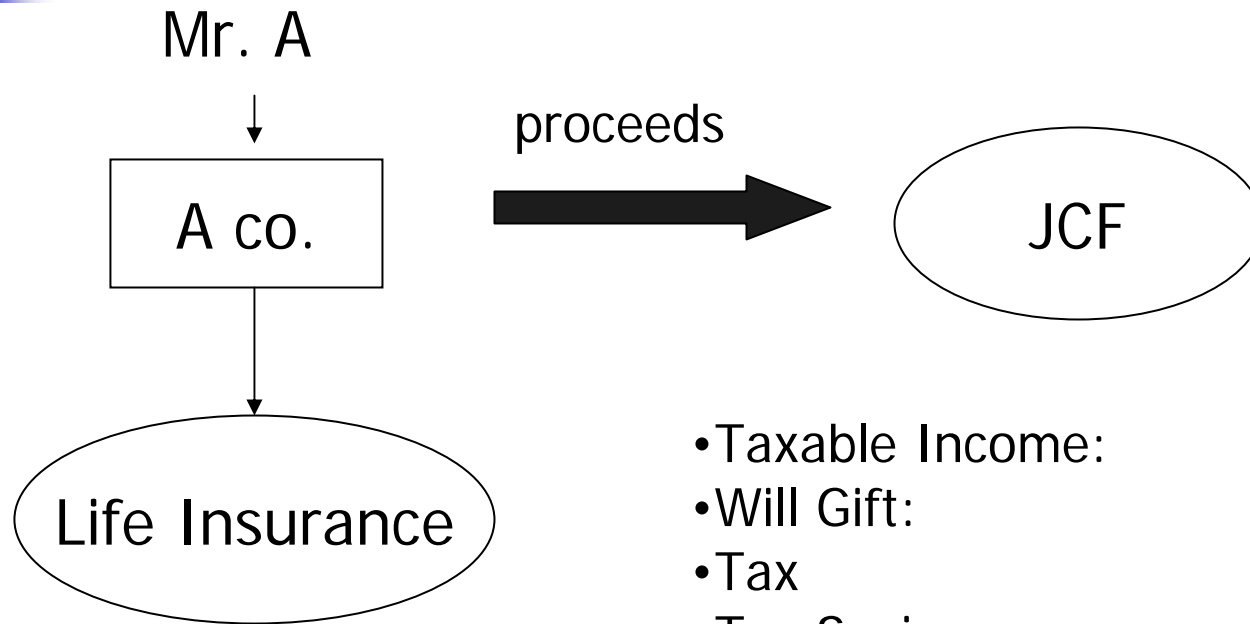 Mr. A
proceeds
A co.
JCF
Life Insurance
•Taxable Income:
•Will Gift:
•Tax